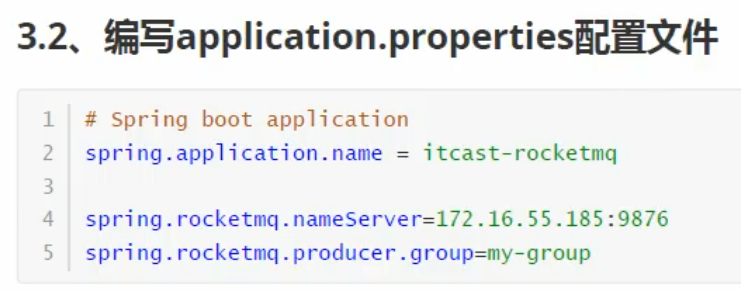 3.2、编写application.properties配置文件
1 # Spring boot application
2 spring.application.name = itcast-rocketmq
3
4 spring.rocketmq.nameServer=172.16.55.185:9876
5 spring.rocketmq.producer.group=my-group